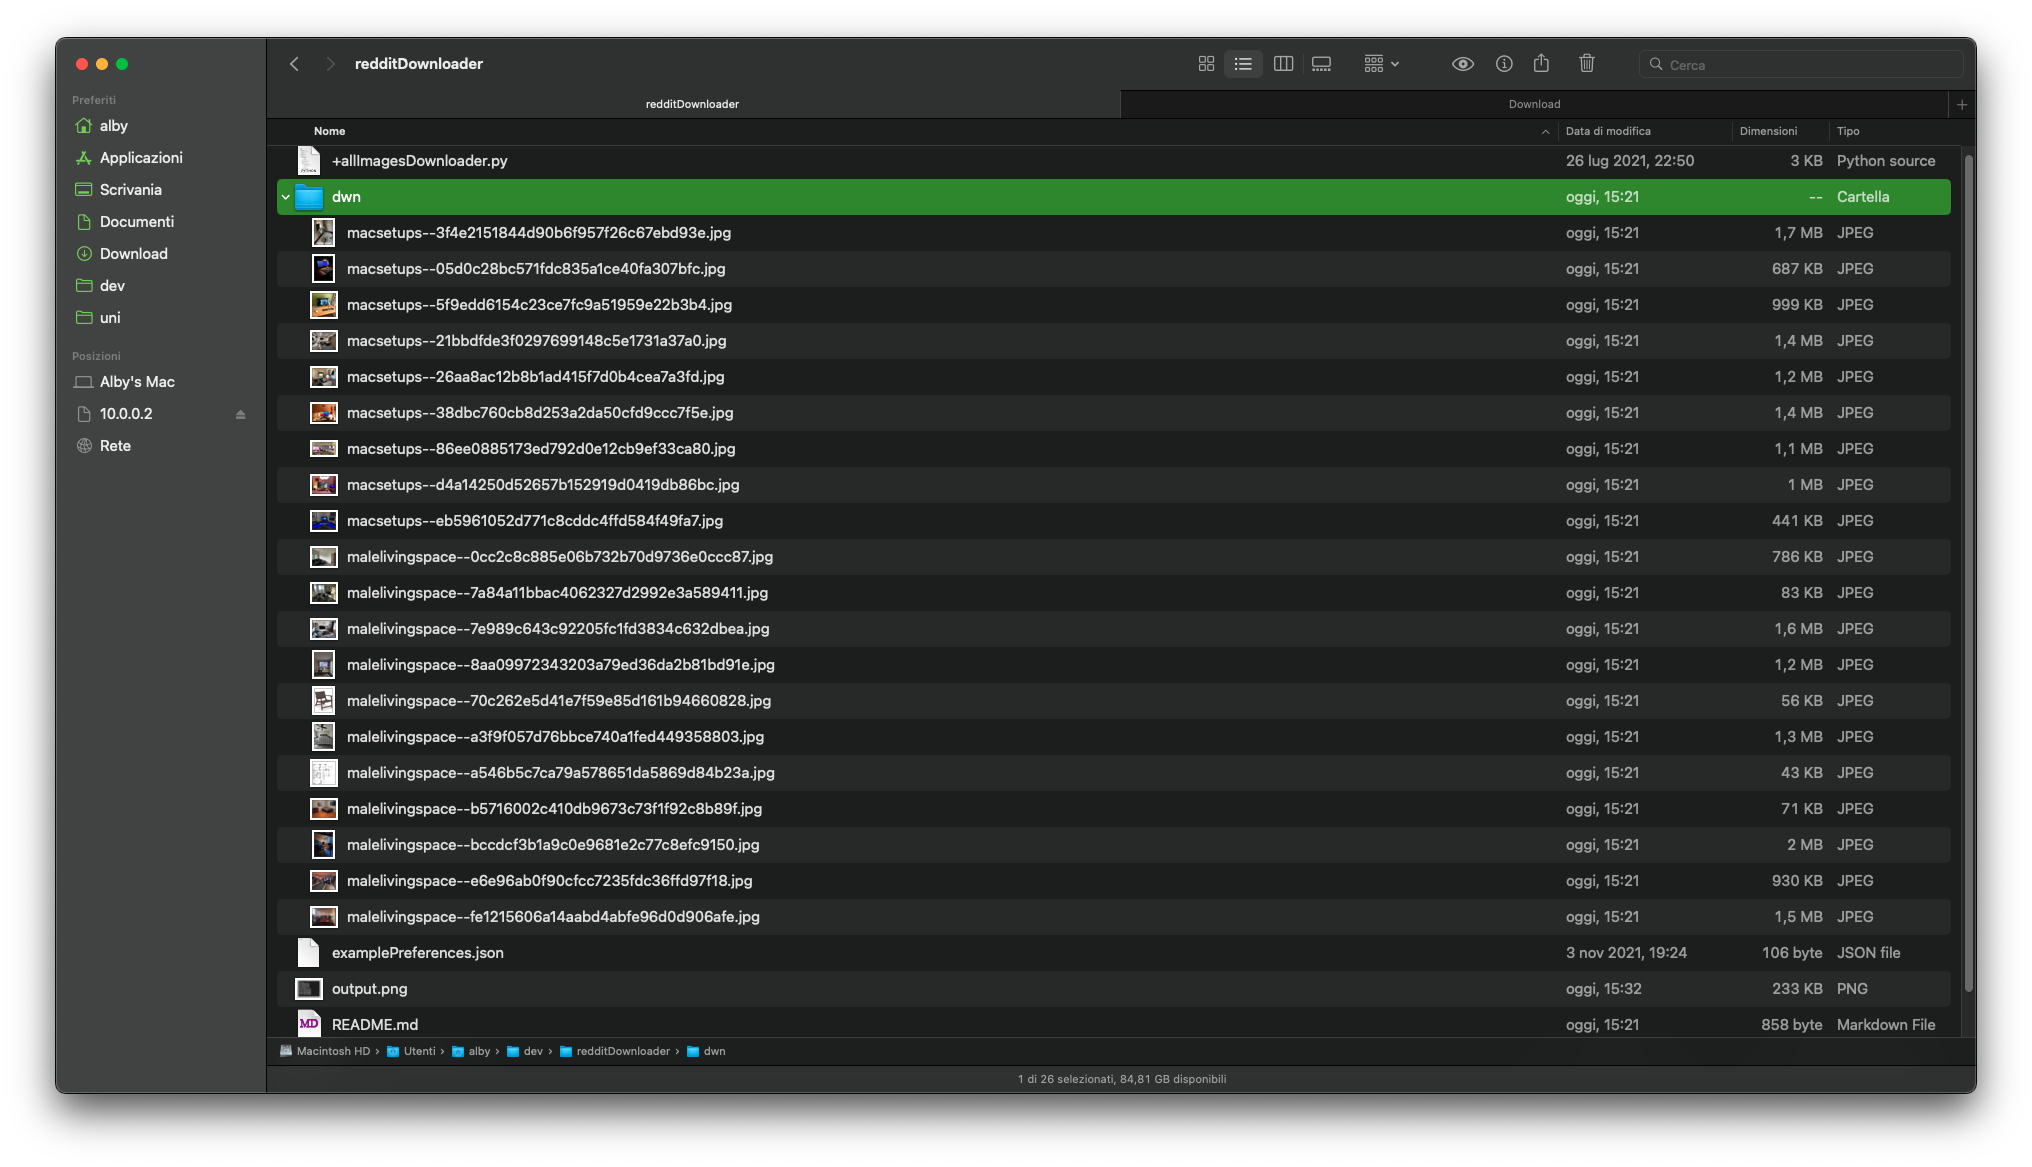 redditDownloader
Cerca
redditDownloader
Download
Preferiti
alby
Applicazioni
Scrivania
Documenti
Download
dev
uni
Posizioni
Alby's Mac
10.0.0.2
Rete
Nome Data di modifica Dimensioni Tipo
+allImagesDownloader.py 26 lug 2021, 22:50 3 KB Python source
dwn oggi, 15:21 -- Cartella
macsetups--3f4e2151844d90b6f957f26c67ebd93e.jpg oggi, 15:21 1,7 MB JPEG
macsetups--05d0c28bc571fdc835a1ce40fa307bfc.jpg oggi, 15:21 687 KB JPEG
macsetups--5f9edd6154c23ce7fc9a51959e22b3b4.jpg oggi, 15:21 999 KB JPEG
macsetups--21bbdfde3f0297699148c5e1731a37a0.jpg oggi, 15:21 1,4 MB JPEG
macsetups--26aa8ac12b8b1ad415f7d0b4cea7a3fd.jpg oggi, 15:21 1,2 MB JPEG
macsetups--38dbc760cb8d253a2da50cfd9ccc7f5e.jpg oggi, 15:21 1,4 MB JPEG
macsetups--86ee0885173ed792d0e12cb9ef33ca80.jpg oggi, 15:21 1,1 MB JPEG
macsetups--d4a14250d52657b152919d0419db86bc.jpg oggi, 15:21 1 MB JPEG
macsetups--eb5961052d771c8cddc4ffd584f49fa7.jpg oggi, 15:21 441 KB JPEG
malelivingspace--0cc2c8c885e06b732b70d9736e0ccc87.jpg oggi, 15:21 786 KB JPEG
malelivingspace--7a84a11bbac4062327d2992e3a589411.jpg oggi, 15:21 83 KB JPEG
malelivingspace--7e989c643c92205fc1fd3834c632dbea.jpg oggi, 15:21 1,6 MB JPEG
malelivingspace--8aa09972343203a79ed36da2b81bd91e.jpg oggi, 15:21 1,2 MB JPEG
malelivingspace--70c262e5d41e7f59e85d161b94660828.jpg oggi, 15:21 56 KB JPEG
malelivingspace--a3f9f057d76bbce740a1fed449358803.jpg oggi, 15:21 1,3 MB JPEG
malelivingspace--a546b5c7ca79a578651da5869d84b23a.jpg oggi, 15:21 43 KB JPEG
malelivingspace--b5716002c410db9673c73f1f92c8b89f.jpg oggi, 15:21 71 KB JPEG
malelivingspace--bccdcf3b1a9c0e9681e2c77c8efc9150.jpg oggi, 15:21 2 MB JPEG
malelivingspace--e6e96ab0f90cfcc7235fdc36ffd97f18.jpg oggi, 15:21 930 KB JPEG
malelivingspace--fe1215606a14aabd4abfe96d0d906afe.jpg oggi, 15:21 1,5 MB JPEG
examplePreferences.json 3 nov 2021, 19:24 106 byte JSON file
output.png oggi, 15:32 233 KB PNG
MD README.md oggi, 15:21 858 byte Markdown File
Macintosh HD › Utenti › alby › dev › redditDownloader › dwn
1 di 26 selezionati, 84,81 GB disponibili